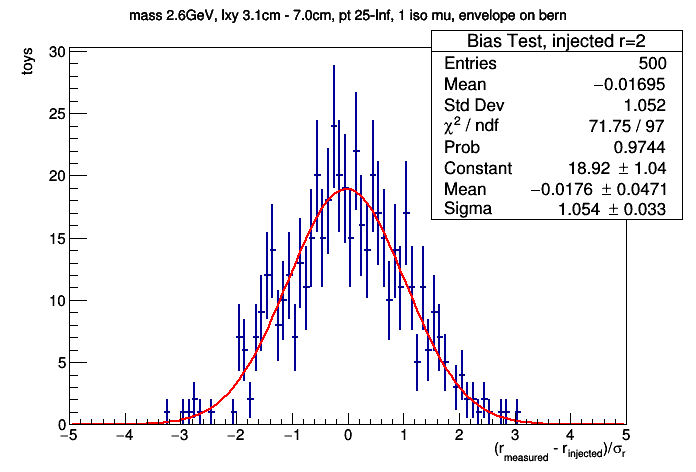 mass 2.6GeV, lxy 3.1cm - 7.0cm, pt 25-Inf, 1 iso mu, envelope on bern
Bias Test, injected r=2
Entries 500
Mean −0.01695
Std Dev 1.052
χ² / ndf 71.75 / 97
Prob 0.9744
Constant 18.92 ± 1.04
Mean −0.0176 ± 0.0471
Sigma 1.054 ± 0.033
toys
30
25
20
15
10
5
0
−5 −4 −3 −2 −1 0 1 2 3 4 5
(r_measured - r_injected)/σ_r